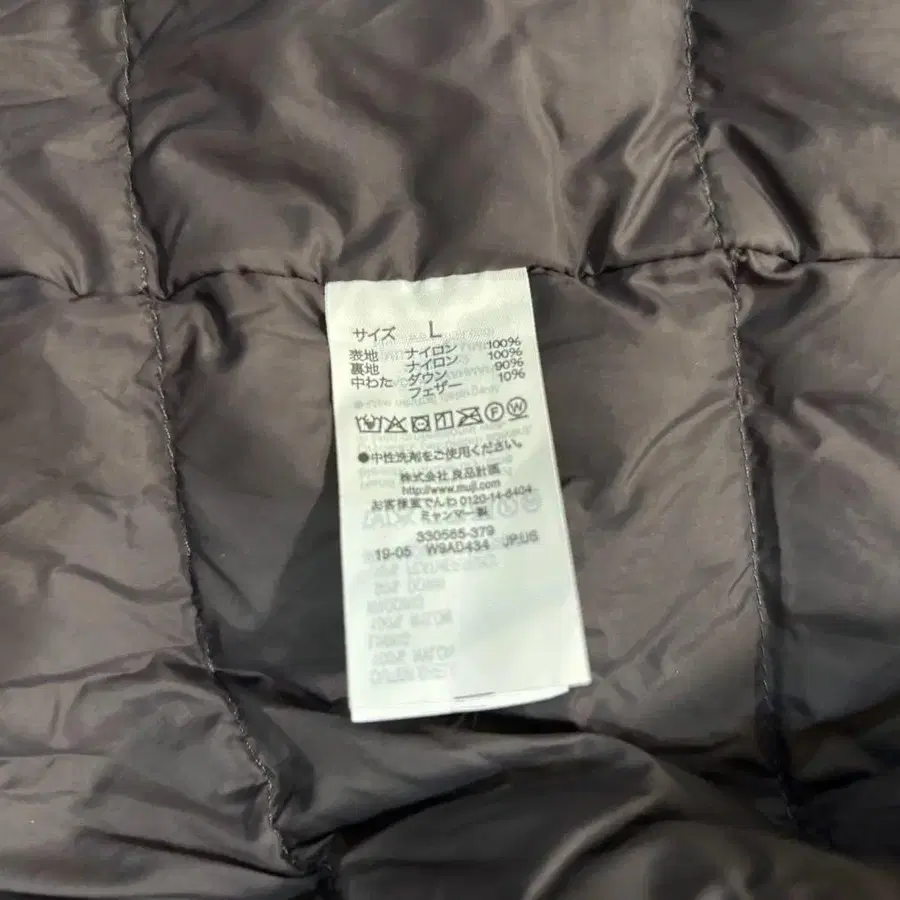 サイズ L
表地 ナイロン 100%
裏地 ナイロン 100%
中わた ダウン 90%
フェザー 10%
●中性洗剤をご使用ください。
株式会社 良品計画
http://www.muji.com
お客様室でんわ 0120-14-6404
ミャンマー製
330565-379
19-05 W9AD434 JP,US